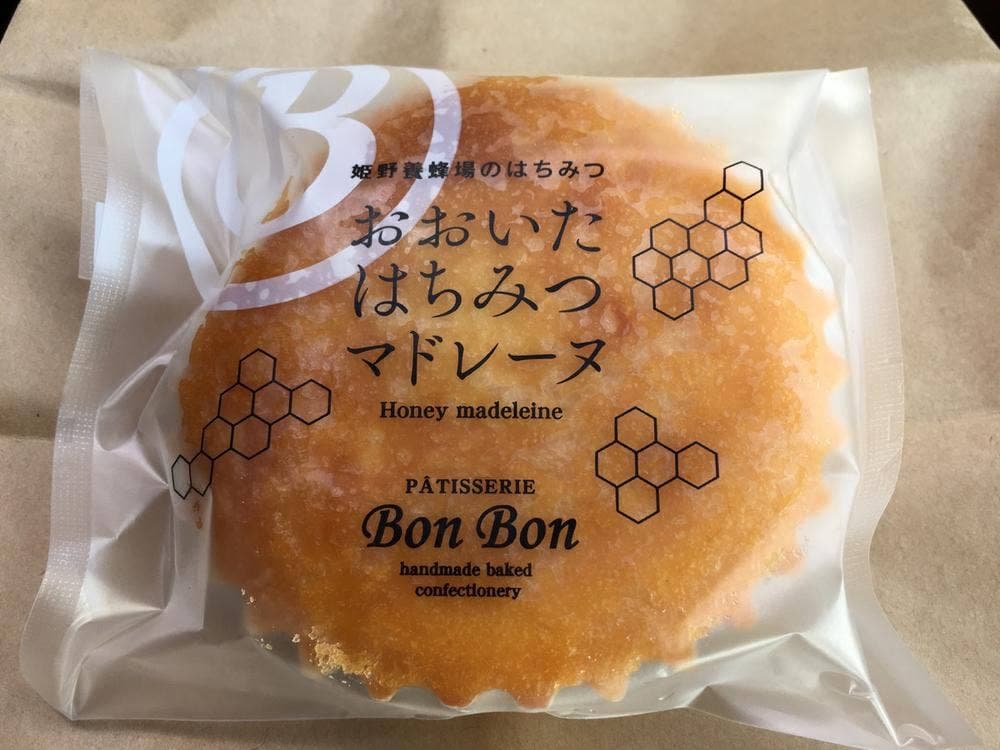 B
姫野養蜂場のはちみつ
おおいた
はちみつ
マドレーヌ
Honey madeleine
PÂTISSERIE
Bon Bon
handmade baked
confectionery